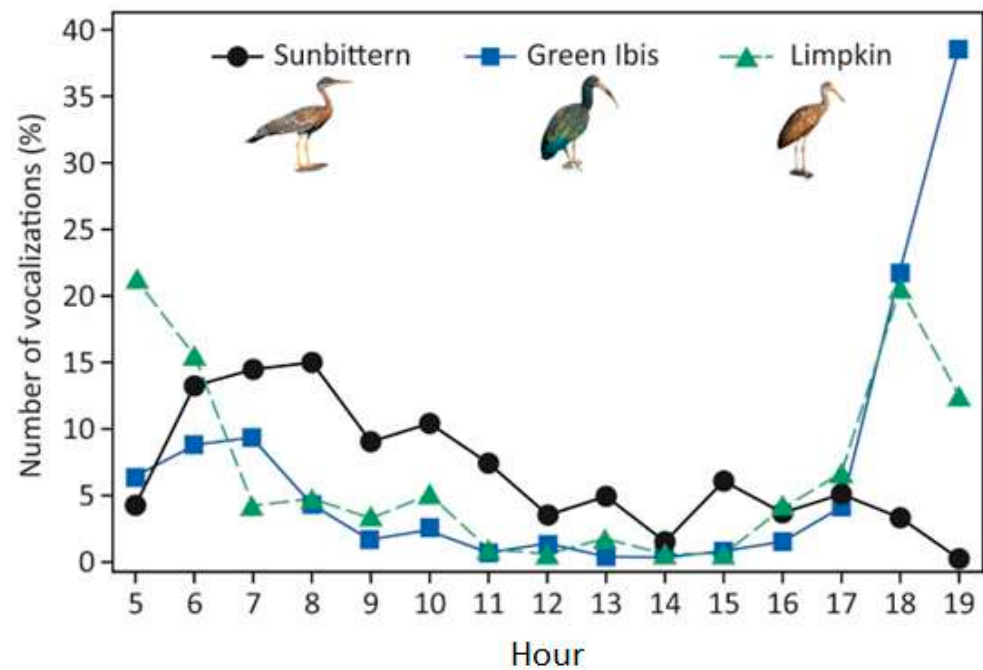 Sunbittern Green Ibis Limpkin
Number of vocalizations (%)
40
35
30
25
20
15
10
5
0
5 6 7 8 9 10 11 12 13 14 15 16 17 18 19
Hour